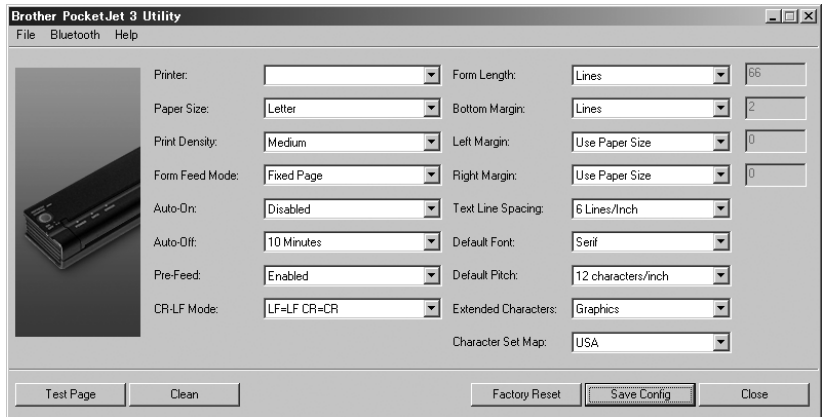 Brother PocketJet 3 Utility
File Bluetooth Help
Printer:
Paper Size: Letter
Print Density: Medium
Form Feed Mode: Fixed Page
Auto-On: Disabled
Auto-Off: 10 Minutes
Pre-Feed: Enabled
CR-LF Mode: LF=LF CR=CR
Form Length: Lines 66
Bottom Margin: Lines 2
Left Margin: Use Paper Size 0
Right Margin: Use Paper Size 0
Text Line Spacing: 6 Lines/Inch
Default Font: Serif
Default Pitch: 12 characters/inch
Extended Characters: Graphics
Character Set Map: USA
Test Page Clean Factory Reset Save Config Close